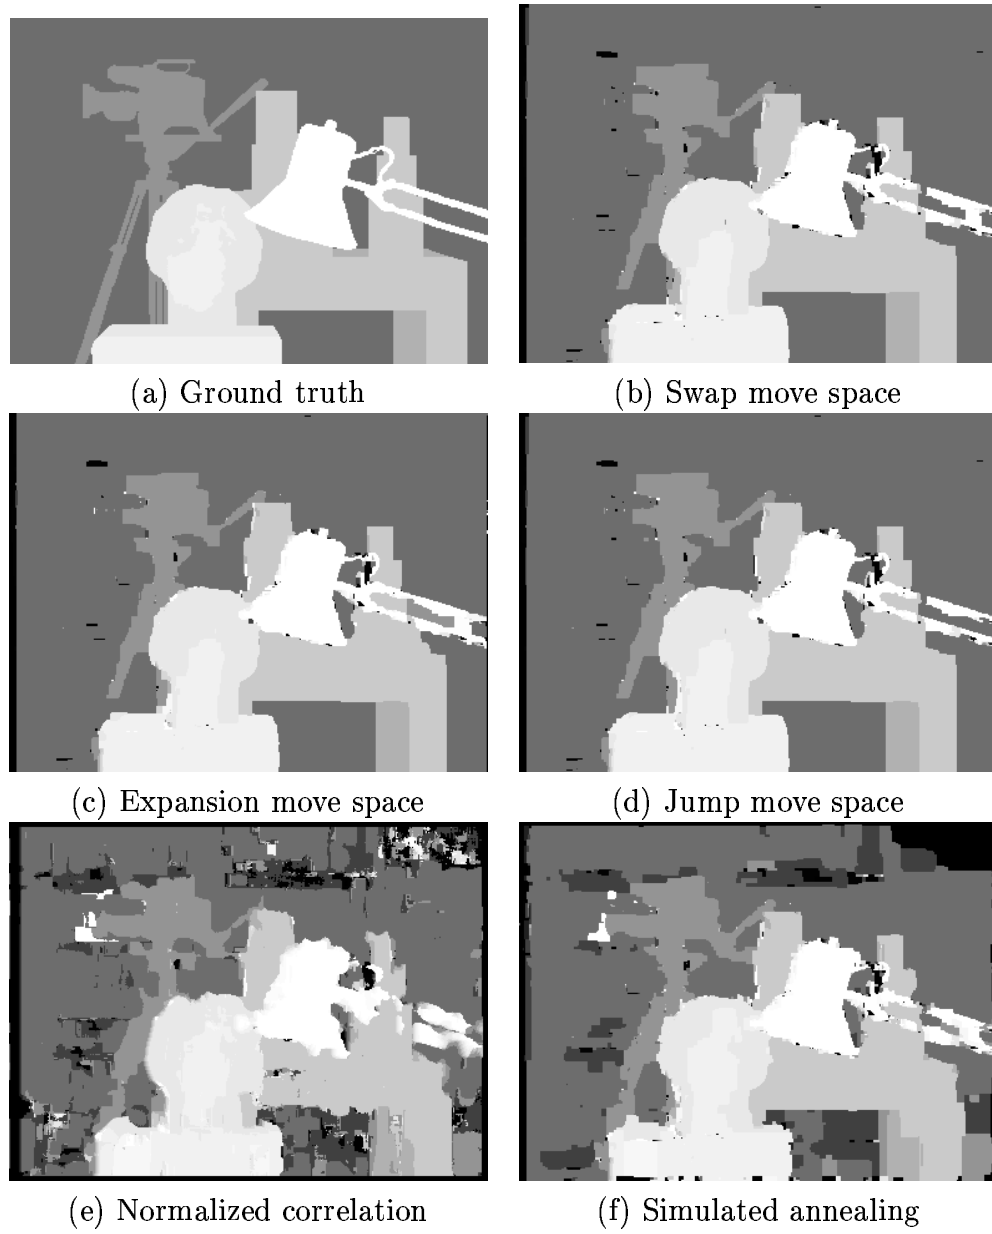 (a) Ground truth
(b) Swap move space
(c) Expansion move space
(d) Jump move space
(e) Normalized correlation
(f) Simulated annealing